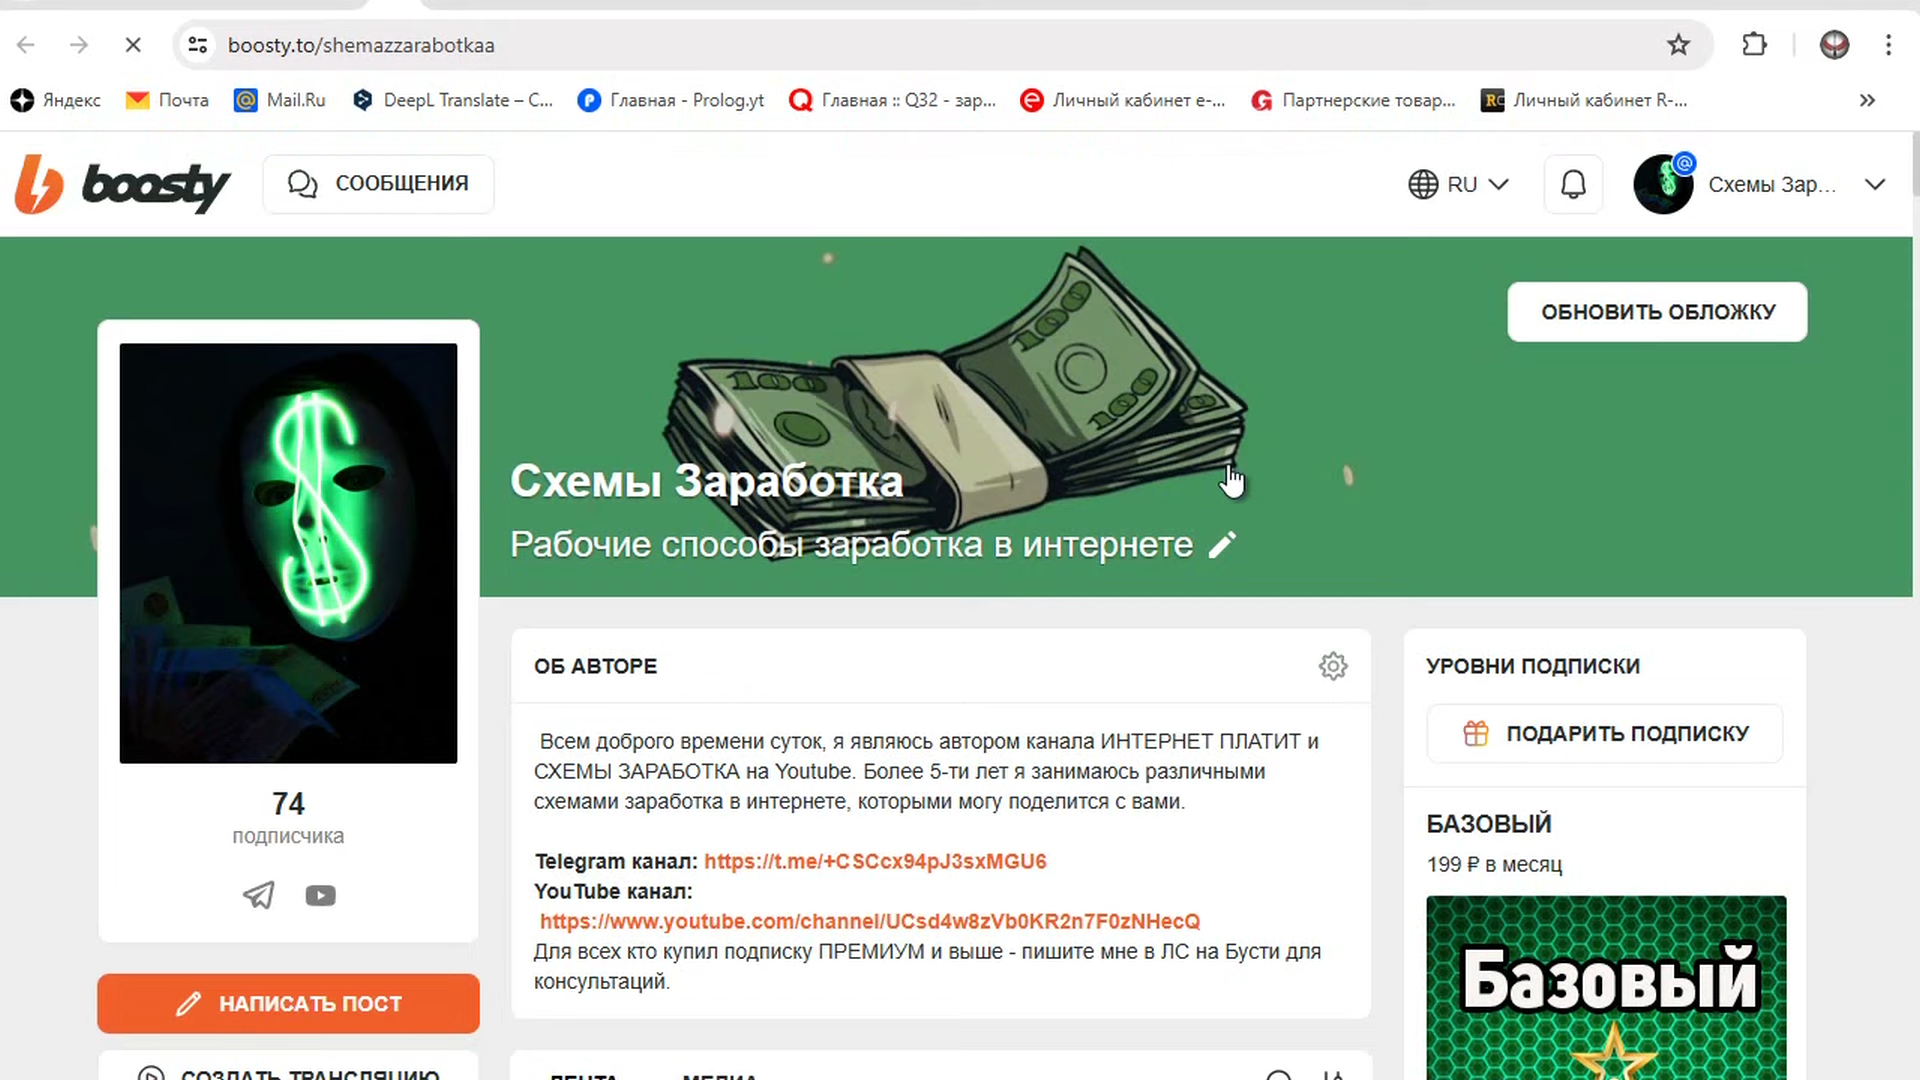 boosty.to/shemazzarabotkaa
Яндекс Почта Mail.Ru DeepL Translate – C... Главная - Prolog.yt Главная :: Q32 - зар... Личный кабинет e-... Партнерские товар... Личный кабинет R-...
boosty СООБЩЕНИЯ RU Схемы Зар...
ОБНОВИТЬ ОБЛОЖКУ
Схемы Заработка
Рабочие способы заработка в интернете
74
подписчика
НАПИСАТЬ ПОСТ
СОЗДАТЬ ТРАНСЛЯЦИЮ
ОБ АВТОРЕ
Всем доброго времени суток, я являюсь автором канала ИНТЕРНЕТ ПЛАТИТ и
СХЕМЫ ЗАРАБОТКА на Youtube. Более 5-ти лет я занимаюсь различными
схемами заработка в интернете, которыми могу поделится с вами.
Telegram канал: https://t.me/+CSCcx94pJ3sxMGU6
YouTube канал:
https://www.youtube.com/channel/UCsd4w8zVb0KR2n7F0zNHecQ
Для всех кто купил подписку ПРЕМИУМ и выше - пишите мне в ЛС на Бусти для
консультаций.
ЛЕНТА МЕДИА
УРОВНИ ПОДПИСКИ
ПОДАРИТЬ ПОДПИСКУ
БАЗОВЫЙ
199 ₽ в месяц
Базовый